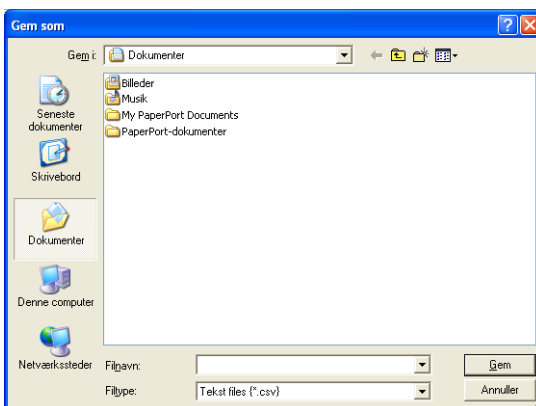 Gem som
Gem i:
Dokumenter
Billeder
Musik
My PaperPort Documents
PaperPort-dokumenter
Seneste
dokumenter
Skrivebord
Dokumenter
Denne computer
Netværkssteder
Filnavn:
Gem
Filtype:
Tekst files {*.csv}
Annuller